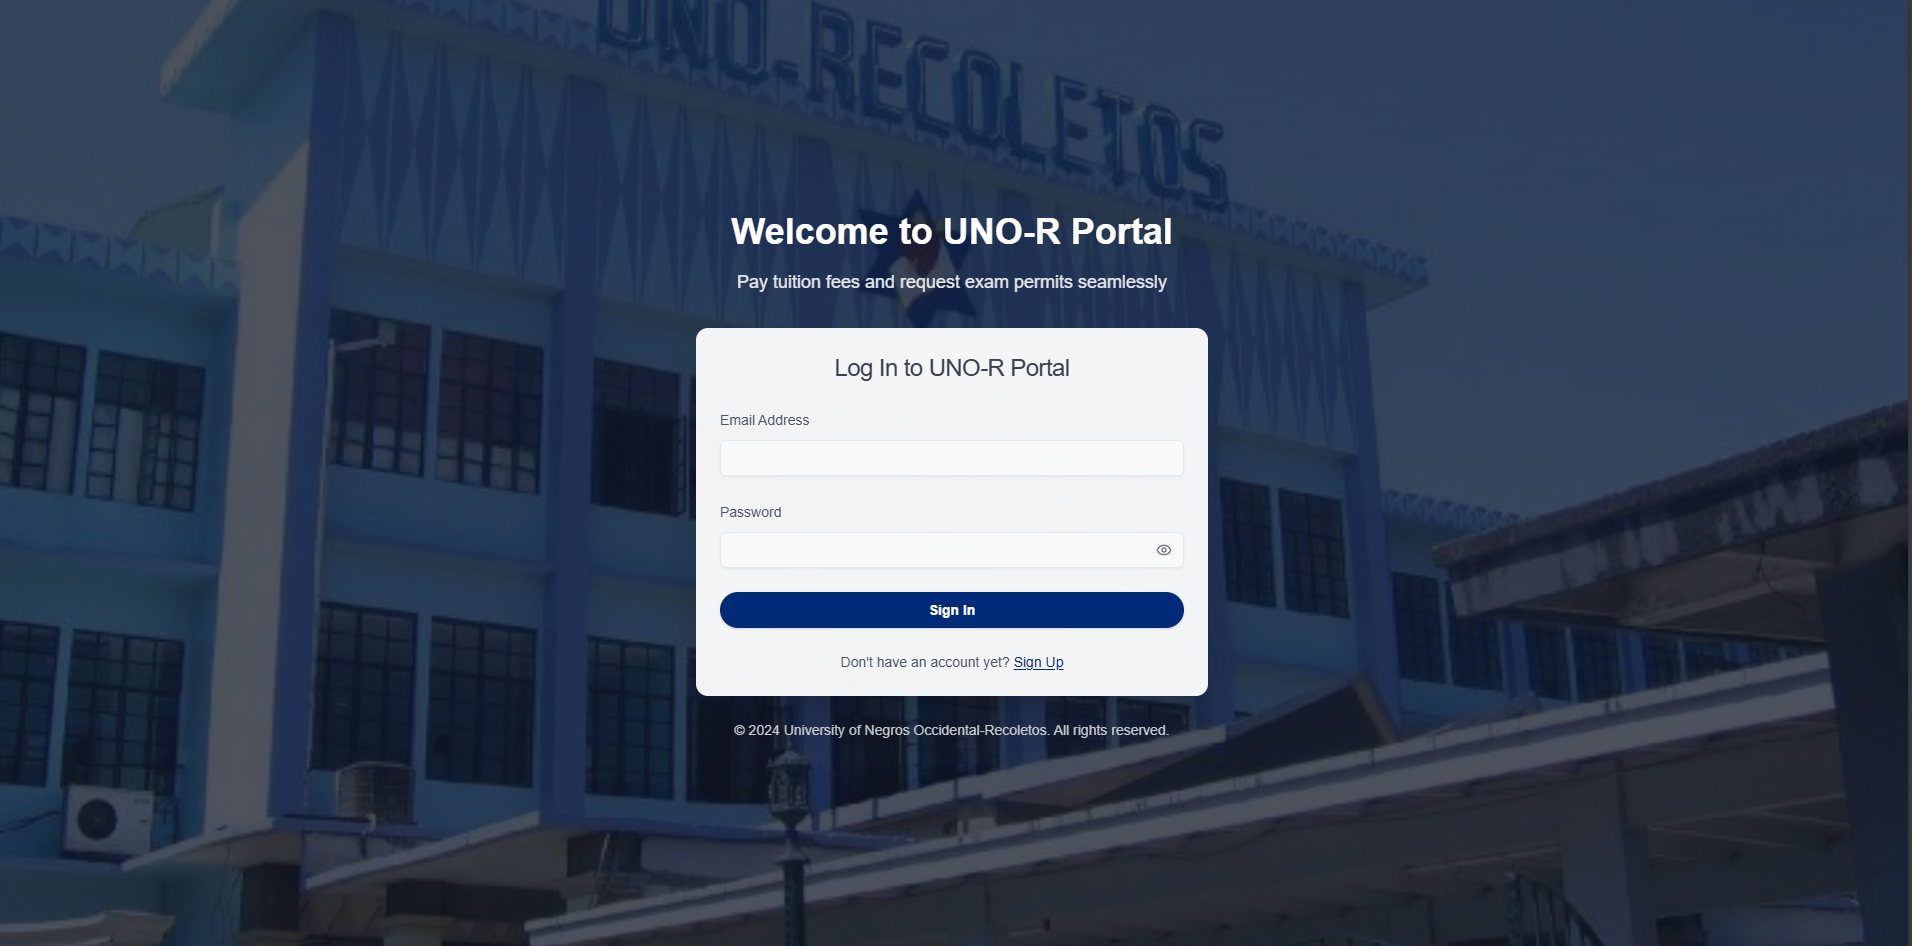 UNO-RECOLETOS
Welcome to UNO-R Portal
Pay tuition fees and request exam permits seamlessly
Log In to UNO-R Portal
Email Address
Password
Sign In
Don't have an account yet? Sign Up
© 2024 University of Negros Occidental-Recoletos. All rights reserved.